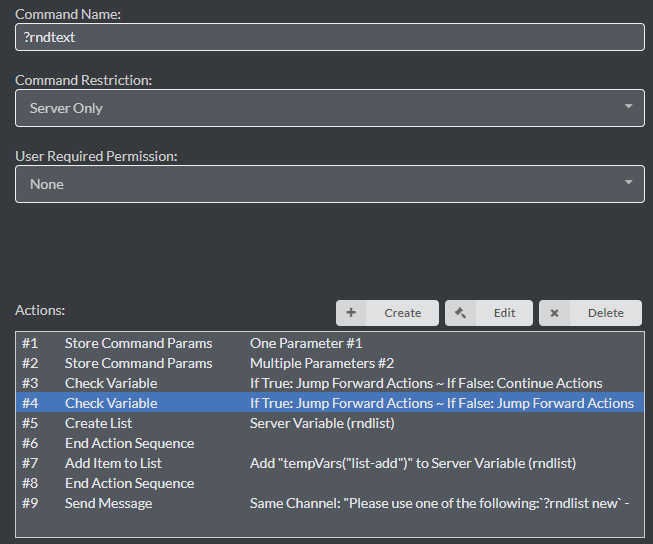 Command Name:
?rndtext
Command Restriction:
Server Only
User Required Permission:
None
Actions:
Create
Edit
Delete
#1 Store Command Params One Parameter #1
#2 Store Command Params Multiple Parameters #2
#3 Check Variable If True: Jump Forward Actions ~ If False: Continue Actions
#4 Check Variable If True: Jump Forward Actions ~ If False: Jump Forward Actions
#5 Create List Server Variable (rndlist)
#6 End Action Sequence
#7 Add Item to List Add "tempVars("list-add")" to Server Variable (rndlist)
#8 End Action Sequence
#9 Send Message Same Channel: "Please use one of the following:`?rndlist new` -